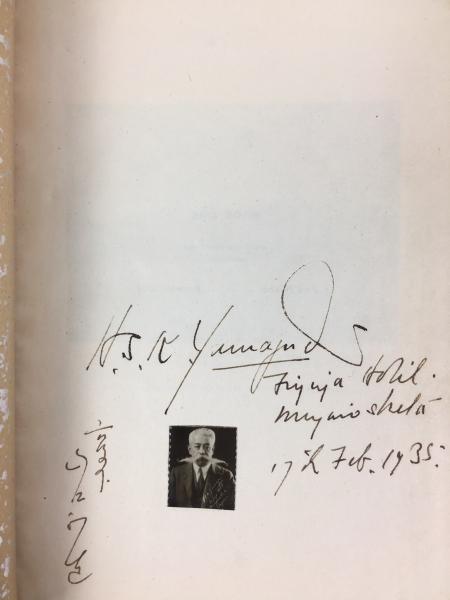 H. S. K. Yamaguchi
Fujiya Hotel.
Miyanoshita
17th Feb. 1935.